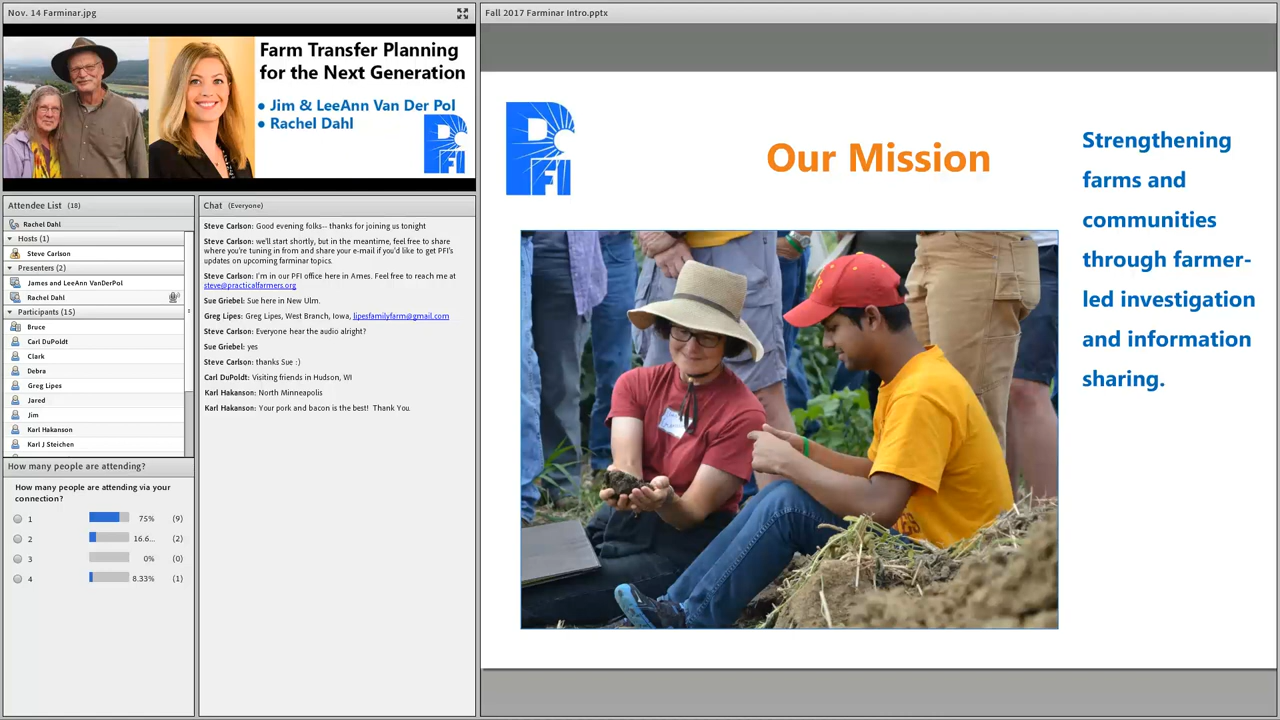 Nov. 14 Farminar.jpg
Farm Transfer Planning
for the Next Generation
• Jim & LeeAnn Van Der Pol
• Rachel Dahl
PFI
Attendee List (18)
Rachel Dahl
Hosts (1)
Steve Carlson
Presenters (2)
James and LeeAnn VanDerPol
Rachel Dahl
Participants (15)
Bruce
Carl DuPoldt
Clark
Debra
Greg Lipes
Jared
Jim
Karl Hakanson
Karl J Steichen
How many people are attending?
How many people are attending via your
connection?
1 75% (9)
2 16.6... (2)
3 0% (0)
4 8.33% (1)
Chat (Everyone)
Steve Carlson: Good evening folks-- thanks for joining us tonight
Steve Carlson: we'll start shortly, but in the meantime, feel free to share
where you're tuning in from and share your e-mail if you'd like to get PFI's
updates on upcoming farminar topics.
Steve Carlson: I'm in our PFI office here in Ames. Feel free to reach me at
steve@practicalfarmers.org
Sue Griebel: Sue here in New Ulm.
Greg Lipes: Greg Lipes, West Branch, Iowa, lipesfamilyfarm@gmail.com
Steve Carlson: Everyone hear the audio alright?
Sue Griebel: yes
Steve Carlson: thanks Sue :)
Carl DuPoldt: Visiting friends in Hudson, WI
Karl Hakanson: North Minneapolis
Karl Hakanson: Your pork and bacon is the best! Thank You.
Fall 2017 Farminar Intro.pptx
PFI
Our Mission
Strengthening
farms and
communities
through farmer-
led investigation
and information
sharing.